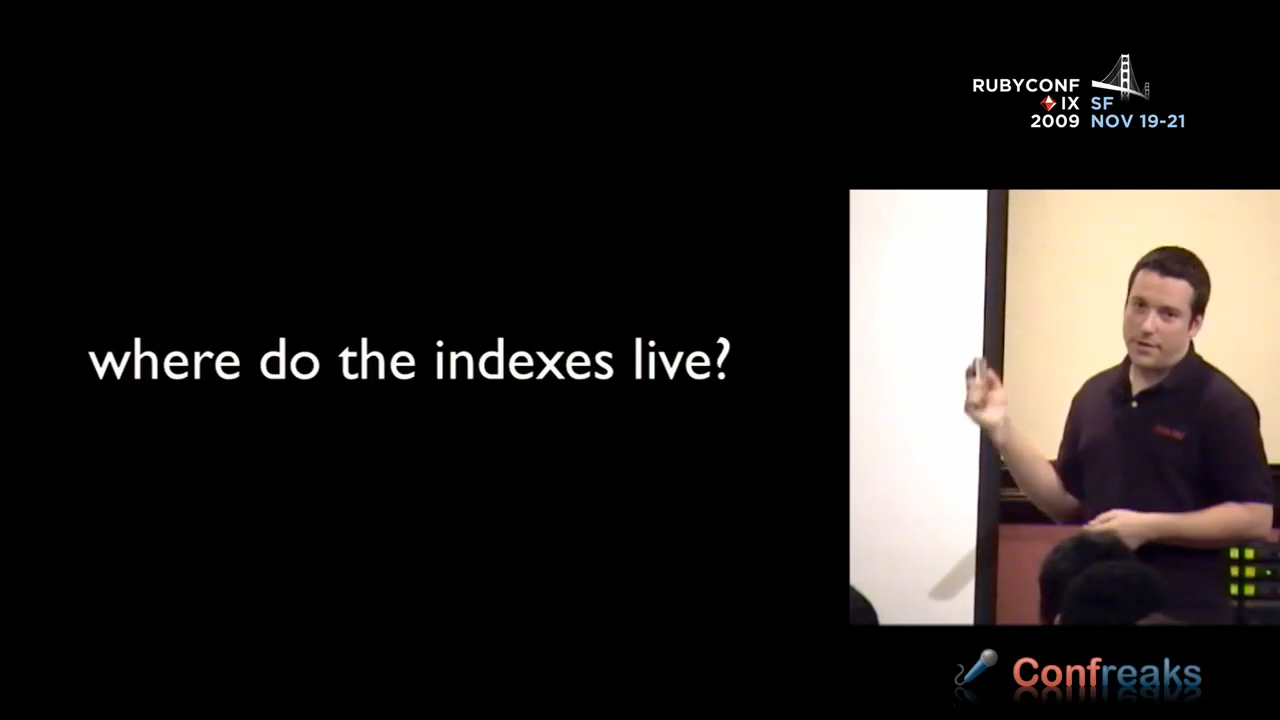 RUBYCONF
IX SF
2009 NOV 19-21
where do the indexes live?
Confreaks